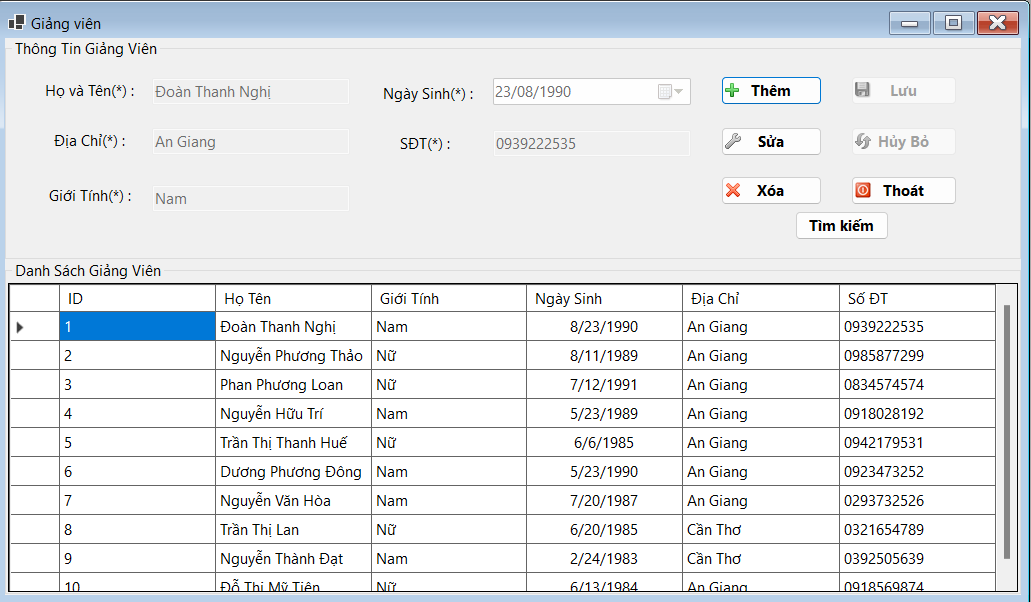 Giảng viên
Thông Tin Giảng Viên
Họ và Tên(*) : Đoàn Thanh Nghị Ngày Sinh(*) : 23/08/1990 Thêm Lưu
Địa Chỉ(*) : An Giang SĐT(*) : 0939222535 Sửa Hủy Bỏ
Giới Tính(*) : Nam Xóa Thoát
Tìm kiếm
Danh Sách Giảng Viên
ID Họ Tên Giới Tính Ngày Sinh Địa Chỉ Số ĐT
1 Đoàn Thanh Nghị Nam 8/23/1990 An Giang 0939222535
2 Nguyễn Phương Thảo Nữ 8/11/1989 An Giang 0985877299
3 Phan Phương Loan Nữ 7/12/1991 An Giang 0834574574
4 Nguyễn Hữu Trí Nam 5/23/1989 An Giang 0918028192
5 Trần Thị Thanh Huế Nữ 6/6/1985 An Giang 0942179531
6 Dương Phương Đông Nam 5/23/1990 An Giang 0923473252
7 Nguyễn Văn Hòa Nam 7/20/1987 An Giang 0293732526
8 Trần Thị Lan Nữ 6/20/1985 Cần Thơ 0321654789
9 Nguyễn Thành Đạt Nam 2/24/1983 Cần Thơ 0392505639
10 Đỗ Thị Mỹ Tiên Nữ 6/13/1984 An Giang 0918569874